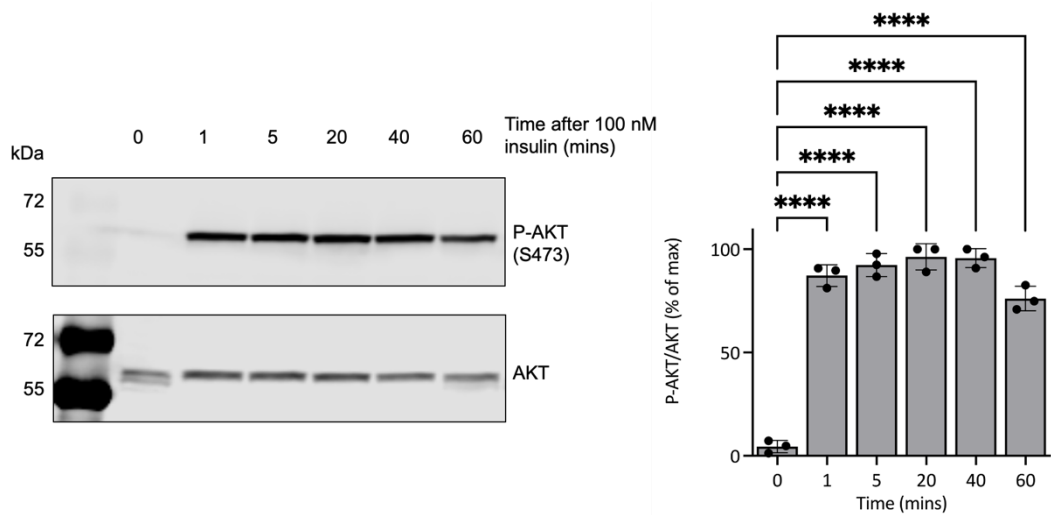 0 1 5 20 40 60 Time after 100 nM
insulin (mins)
kDa
72
55
P-AKT
(S473)
72
55
AKT
****
****
****
****
****
P-AKT/AKT (% of max)
100
50
0
0 1 5 20 40 60
Time (mins)